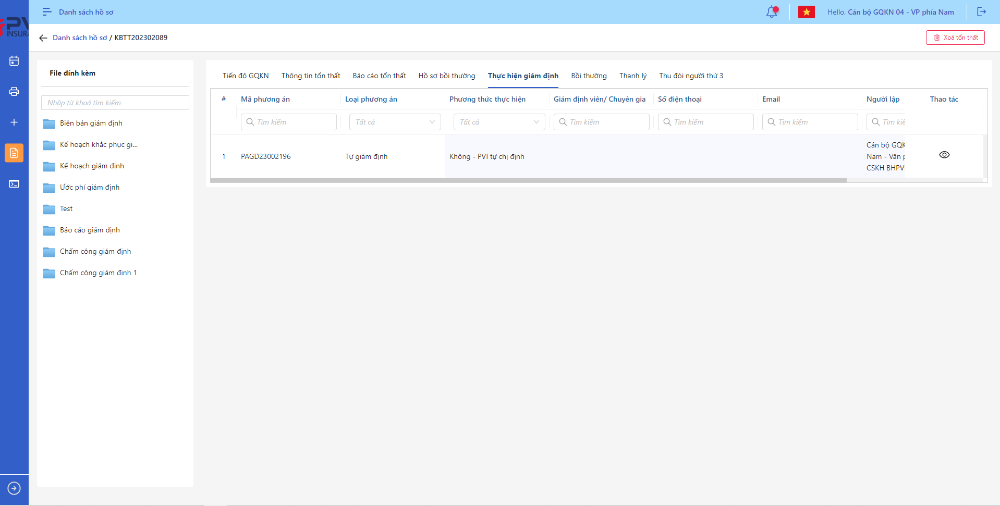 Danh sách hồ sơ
Hello, Cán bộ GQKN 04 - VP phía Nam
PV
INSURA
Danh sách hồ sơ / KBTT202302089
Xoá tổn thất
File đính kèm
Nhập từ khoá tìm kiếm
Biên bản giám định
Kế hoạch khắc phục gi...
Kế hoạch giám định
Ước phí giám định
Test
Báo cáo giám định
Chấm công giám định
Chấm công giám định 1
Tiến độ GQKN
Thông tin tổn thất
Báo cáo tổn thất
Hồ sơ bồi thường
Thực hiện giám định
Bồi thường
Thanh lý
Thu đòi người thứ 3
# Mã phương án Loại phương án Phương thức thực hiện Giám định viên/ Chuyên gia Số điện thoại Email Người lập Thao tác
Tìm kiếm Tất cả Tất cả Tìm kiếm Tìm kiếm Tìm kiếm Tìm kiế
1 PAGD23002196 Tự giám định Không - PVI tự chị định
Cán bộ GQK
Nam - Văn p
CSKH BHPV